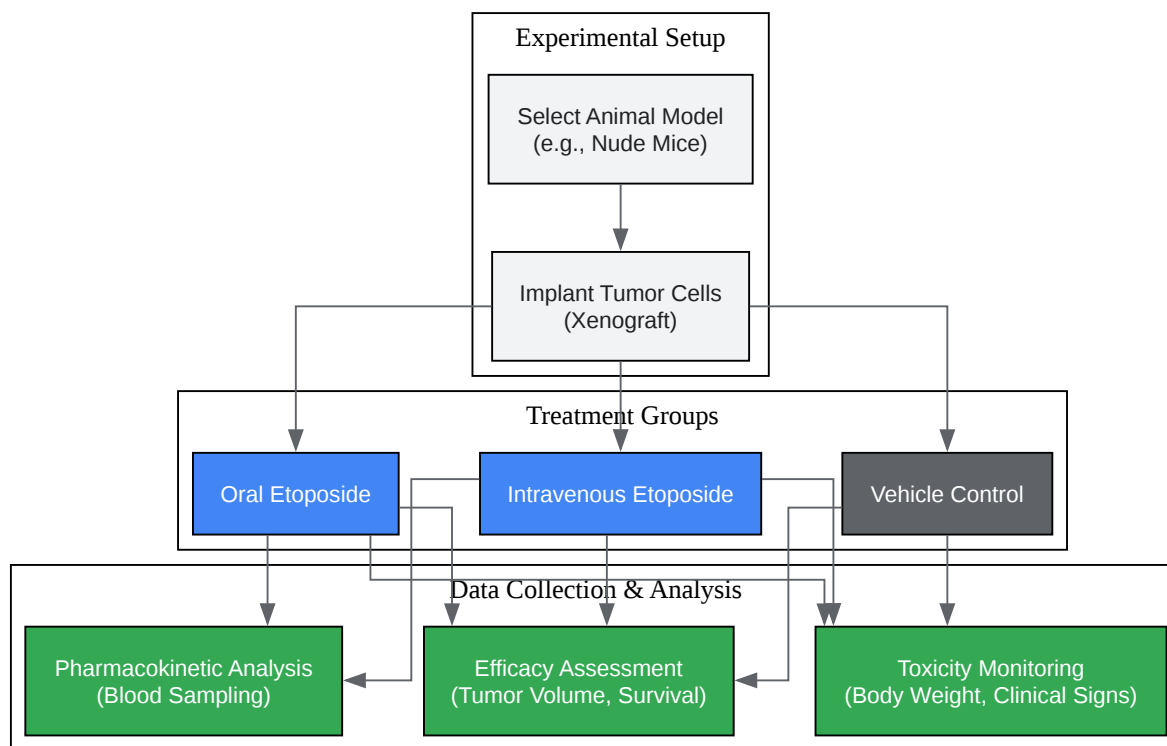 Experimental Setup
Select Animal Model
(e.g., Nude Mice)
Implant Tumor Cells
(Xenograft)
Treatment Groups
Oral Etoposide
Intravenous Etoposide
Vehicle Control
Data Collection & Analysis
Pharmacokinetic Analysis
(Blood Sampling)
Efficacy Assessment
(Tumor Volume, Survival)
Toxicity Monitoring
(Body Weight, Clinical Signs)